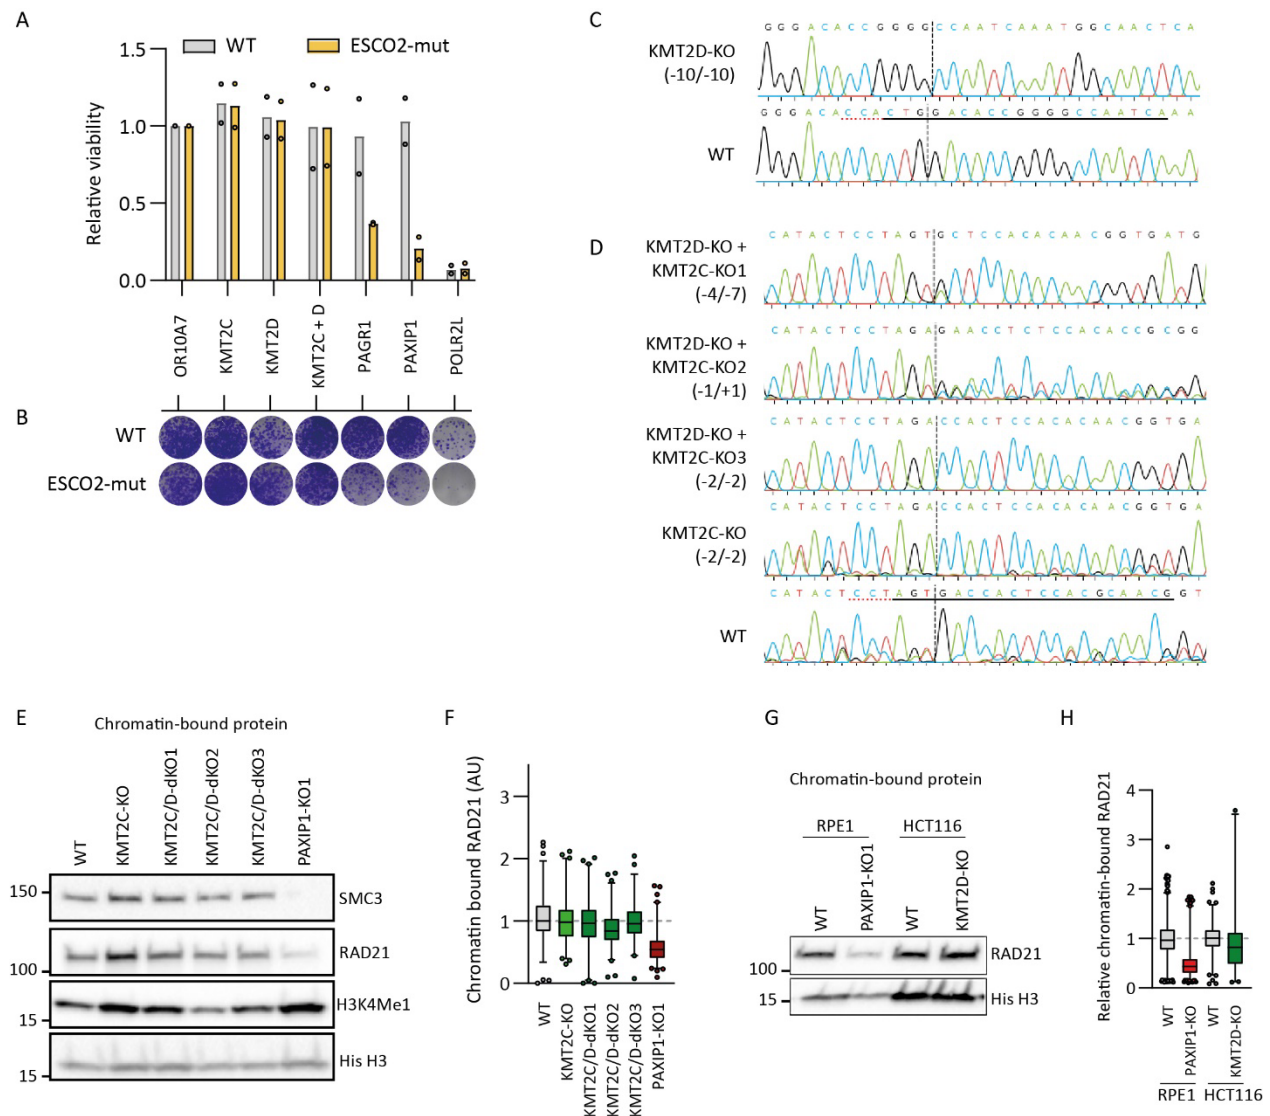 A
WT
ESCO2-mut
Relative viability
1.5
1.0
0.5
0.0
OR10A7
KMT2C
KMT2D
KMT2C + D
PAGR1
PAXIP1
POLR2L
B
WT
ESCO2-mut
C
KMT2D-KO
(-10/-10)
G G G A C A C C G G G G C C A A T C A A A T G G C A A C T C A
WT
G G G A C A C C A C T G G A C A C C G G G G C C A A T C A A A
D
KMT2D-KO +
KMT2C-KO1
(-4/-7)
C A T A C T C C T A G T G C T C C A C A C A A C G G T G A T G
KMT2D-KO +
KMT2C-KO2
(-1/+1)
C A T A C T C C T A G A G A A C C T C T C C A C A C C G C G G
KMT2D-KO +
KMT2C-KO3
(-2/-2)
C A T A C T C C T A G A C C A C T C C A C A C A A C G G T G A
KMT2C-KO
(-2/-2)
C A T A C T C C T A G A C C A C T C C A C A C A A C G G T G A
WT
C A T A C T C C T A G T G A C C A C T C C A C G C A A C G G T
E
Chromatin-bound protein
WT
KMT2C-KO
KMT2C/D-dKO1
KMT2C/D-dKO2
KMT2C/D-dKO3
PAXIP1-KO1
150
SMC3
RAD21
100
H3K4Me1
15
His H3
15
F
Chromatin bound RAD21 (AU)
3
2
1
0
WT
KMT2C-KO
KMT2C/D-dKO1
KMT2C/D-dKO2
KMT2C/D-dKO3
PAXIP1-KO1
G
Chromatin-bound protein
RPE1
HCT116
WT
PAXIP1-KO1
WT
KMT2D-KO
RAD21
100
15
His H3
H
Relative chromatin-bound RAD21
4
3
2
1
0
WT
PAXIP1-KO
WT
KMT2D-KO
RPE1
HCT116